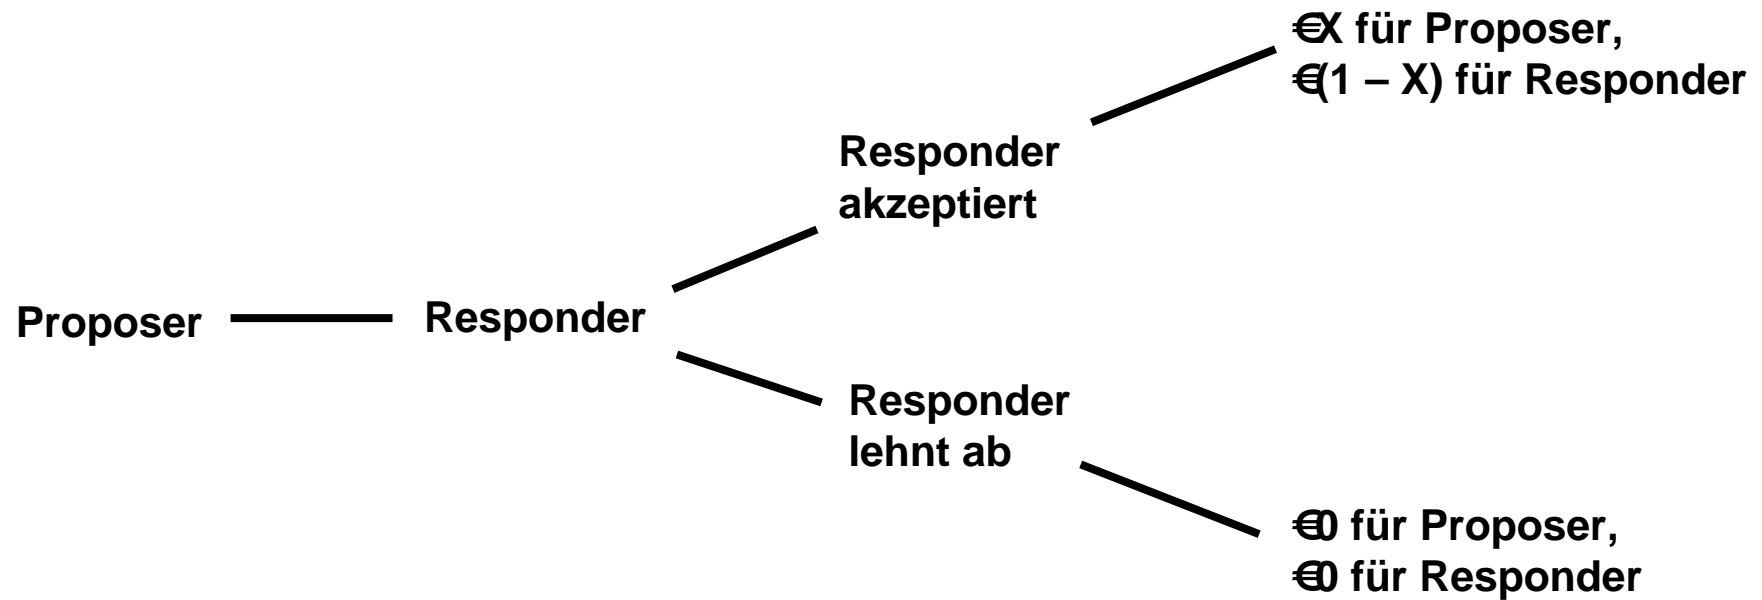 €X für Proposer,
€(1 – X) für Responder
Responder
akzeptiert
Proposer
Responder
Responder
lehnt ab
€0 für Proposer,
€0 für Responder